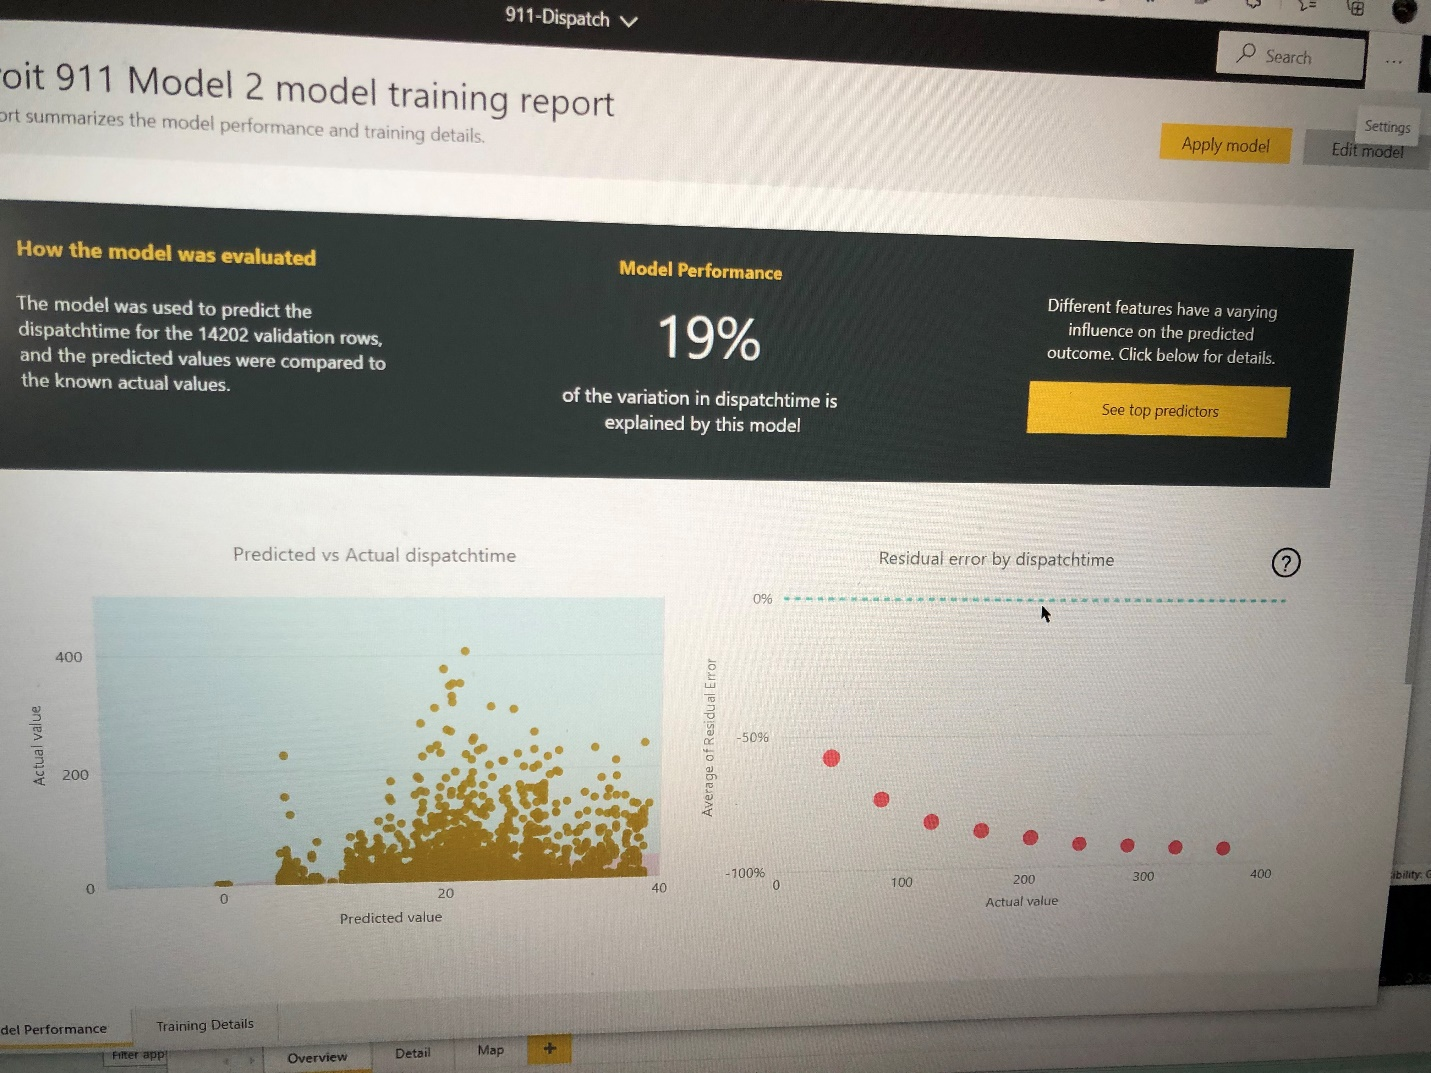 911-Dispatch
Search
...
oit 911 Model 2 model training report
ort summarizes the model performance and training details.
Settings
Apply model
Edit model
How the model was evaluated
The model was used to predict the
dispatchtime for the 14202 validation rows,
and the predicted values were compared to
the known actual values.
Model Performance
19%
of the variation in dispatchtime is
explained by this model
Different features have a varying
influence on the predicted
outcome. Click below for details.
See top predictors
Predicted vs Actual dispatchtime
400
200
0
Actual value
0
20
40
Predicted value
Residual error by dispatchtime
?
0%
-50%
-100%
Average of Residual Error
0
100
200
300
400
Actual value
ibility: G
del Performance
Training Details
Filter app
Overview
Detail
Map
+